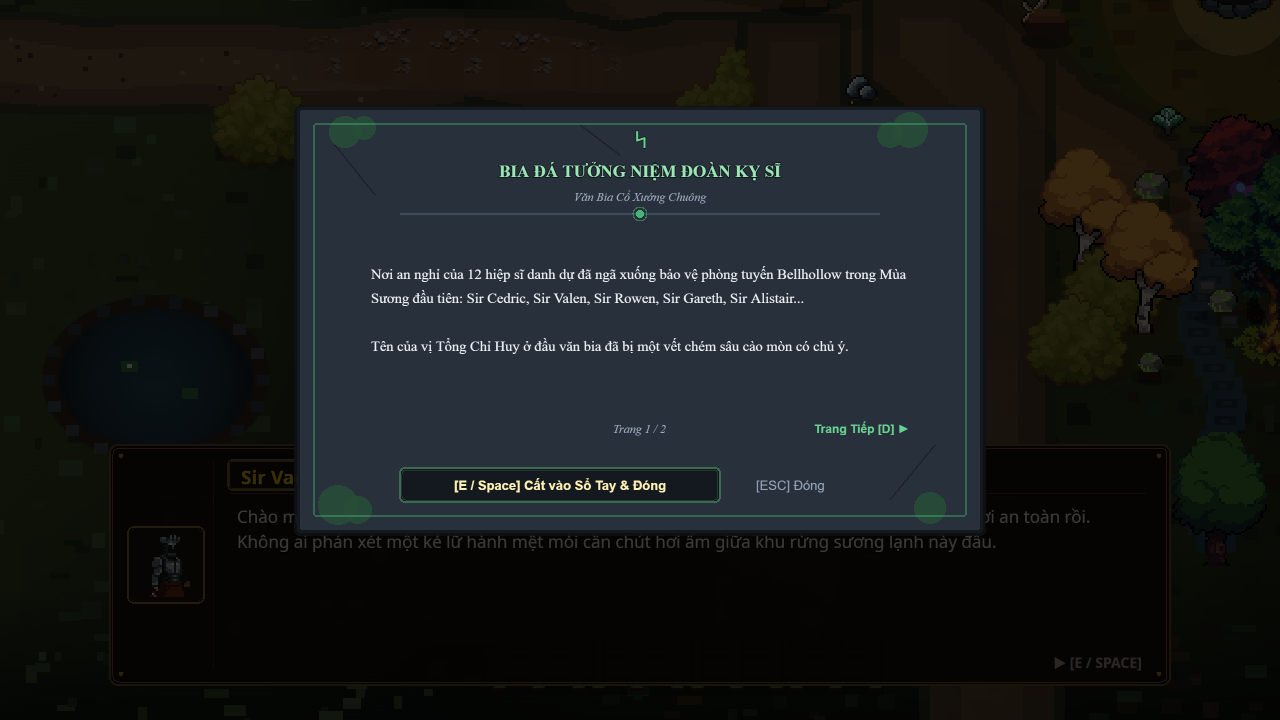 BIA ĐÁ TƯỞNG NIỆM ĐOÀN KỴ SĨ
Văn Bia Cổ Xưởng Chuông
Nơi an nghỉ của 12 hiệp sĩ danh dự đã ngã xuống bảo vệ phòng tuyến Bellhollow trong Mùa
Sương đầu tiên: Sir Cedric, Sir Valen, Sir Rowen, Sir Gareth, Sir Alistair...
Tên của vị Tổng Chỉ Huy ở đầu văn bia đã bị một vết chém sâu cào mòn có chủ ý.
Trang 1 / 2
Trang Tiếp [D] ▶
[E / Space] Cất vào Sổ Tay & Đóng
[ESC] Đóng
Sir Va
Chào
an toàn rồi.
Không ai phán xét một kẻ lữ hành mệt mỏi cần chút hơi ấm giữa khu rừng sương lạnh này đâu.
▶ [E / SPACE]